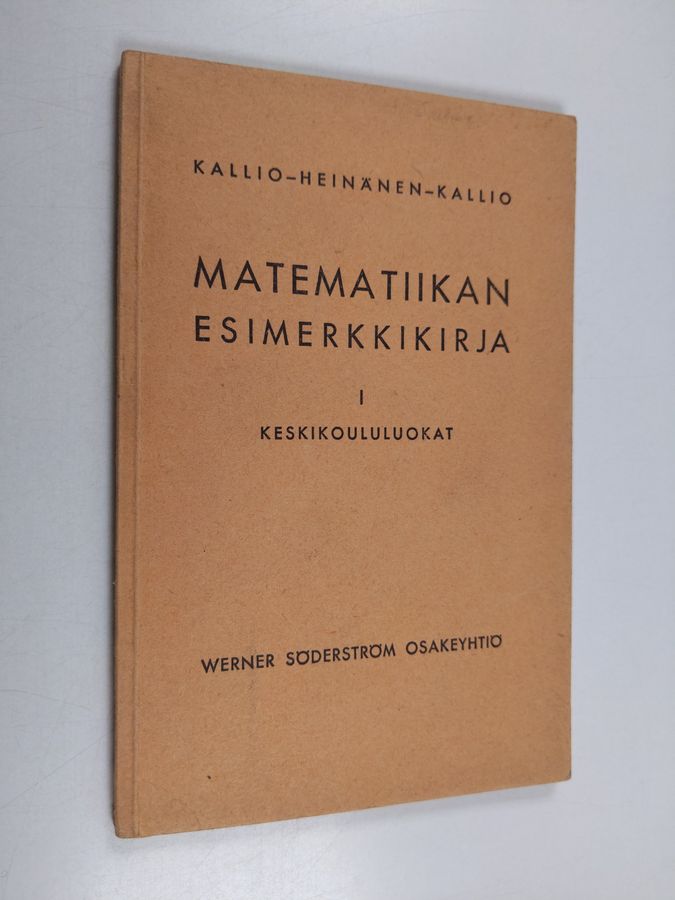 KALLIO–HEINÄNEN–KALLIO
MATEMATIIKAN
ESIMERKKIKIRJA
I
KESKIKOULULUOKAT
WERNER SÖDERSTRÖM OSAKEYHTIÖ